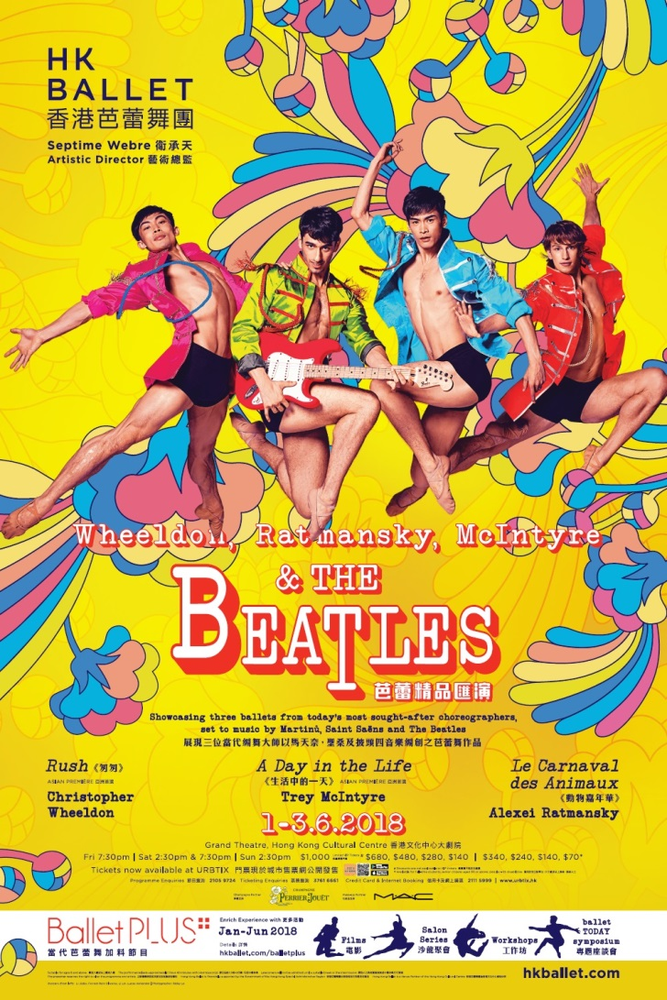 HK
BALLET
香港芭蕾舞團
Septime Webre 衛承天
Artistic Director 藝術總監
Wheeldon, Ratmansky, McIntyre
& THE
BEATLES
芭蕾精品匯演
Showcasing three ballets from today's most sought-after choreographers,
set to music by Martinů, Saint Saëns and The Beatles
展現三位當代編舞大師以馬天奈，聖桑及披頭四音樂編創之芭蕾舞作品
Rush《匆匆》
ASIAN PREMIERE 亞洲首演
Christopher
Wheeldon
A Day in the Life
《生活中的一天》 ASIAN PREMIERE 亞洲首演
Trey McIntyre
Le Carnaval
des Animaux
《動物嘉年華》
Alexei Ratmansky
1-3.6.2018
Grand Theatre, Hong Kong Cultural Centre 香港文化中心大劇院
Fri 7:30pm | Sat 2:30pm & 7:30pm | Sun 2:30pm $1,000 $680, $480, $280, $140 | $340, $240, $140, $70*
Tickets now available at URBTIX 門票現於城市售票網公開發售
Programme Enquiries 節目查詢 2105 9724 Ticketing Enquiries 票務查詢 3761 6661 Credit Card & Internet Booking 信用卡及網上購票 2111 5999 | www.urbtix.hk
CHAMPAGNE
PERRIER-JOUËT
MAC
BalletPLUS
當代芭蕾舞加料節目
Enrich Experience with 更多活動
Jan-Jun 2018
Details 詳情
hkballet.com/balletplus
Films
電影
Salon
Series
沙龍聚會
Workshops
工作坊
ballet
TODAY
symposium
專題座談會
hkballet.com